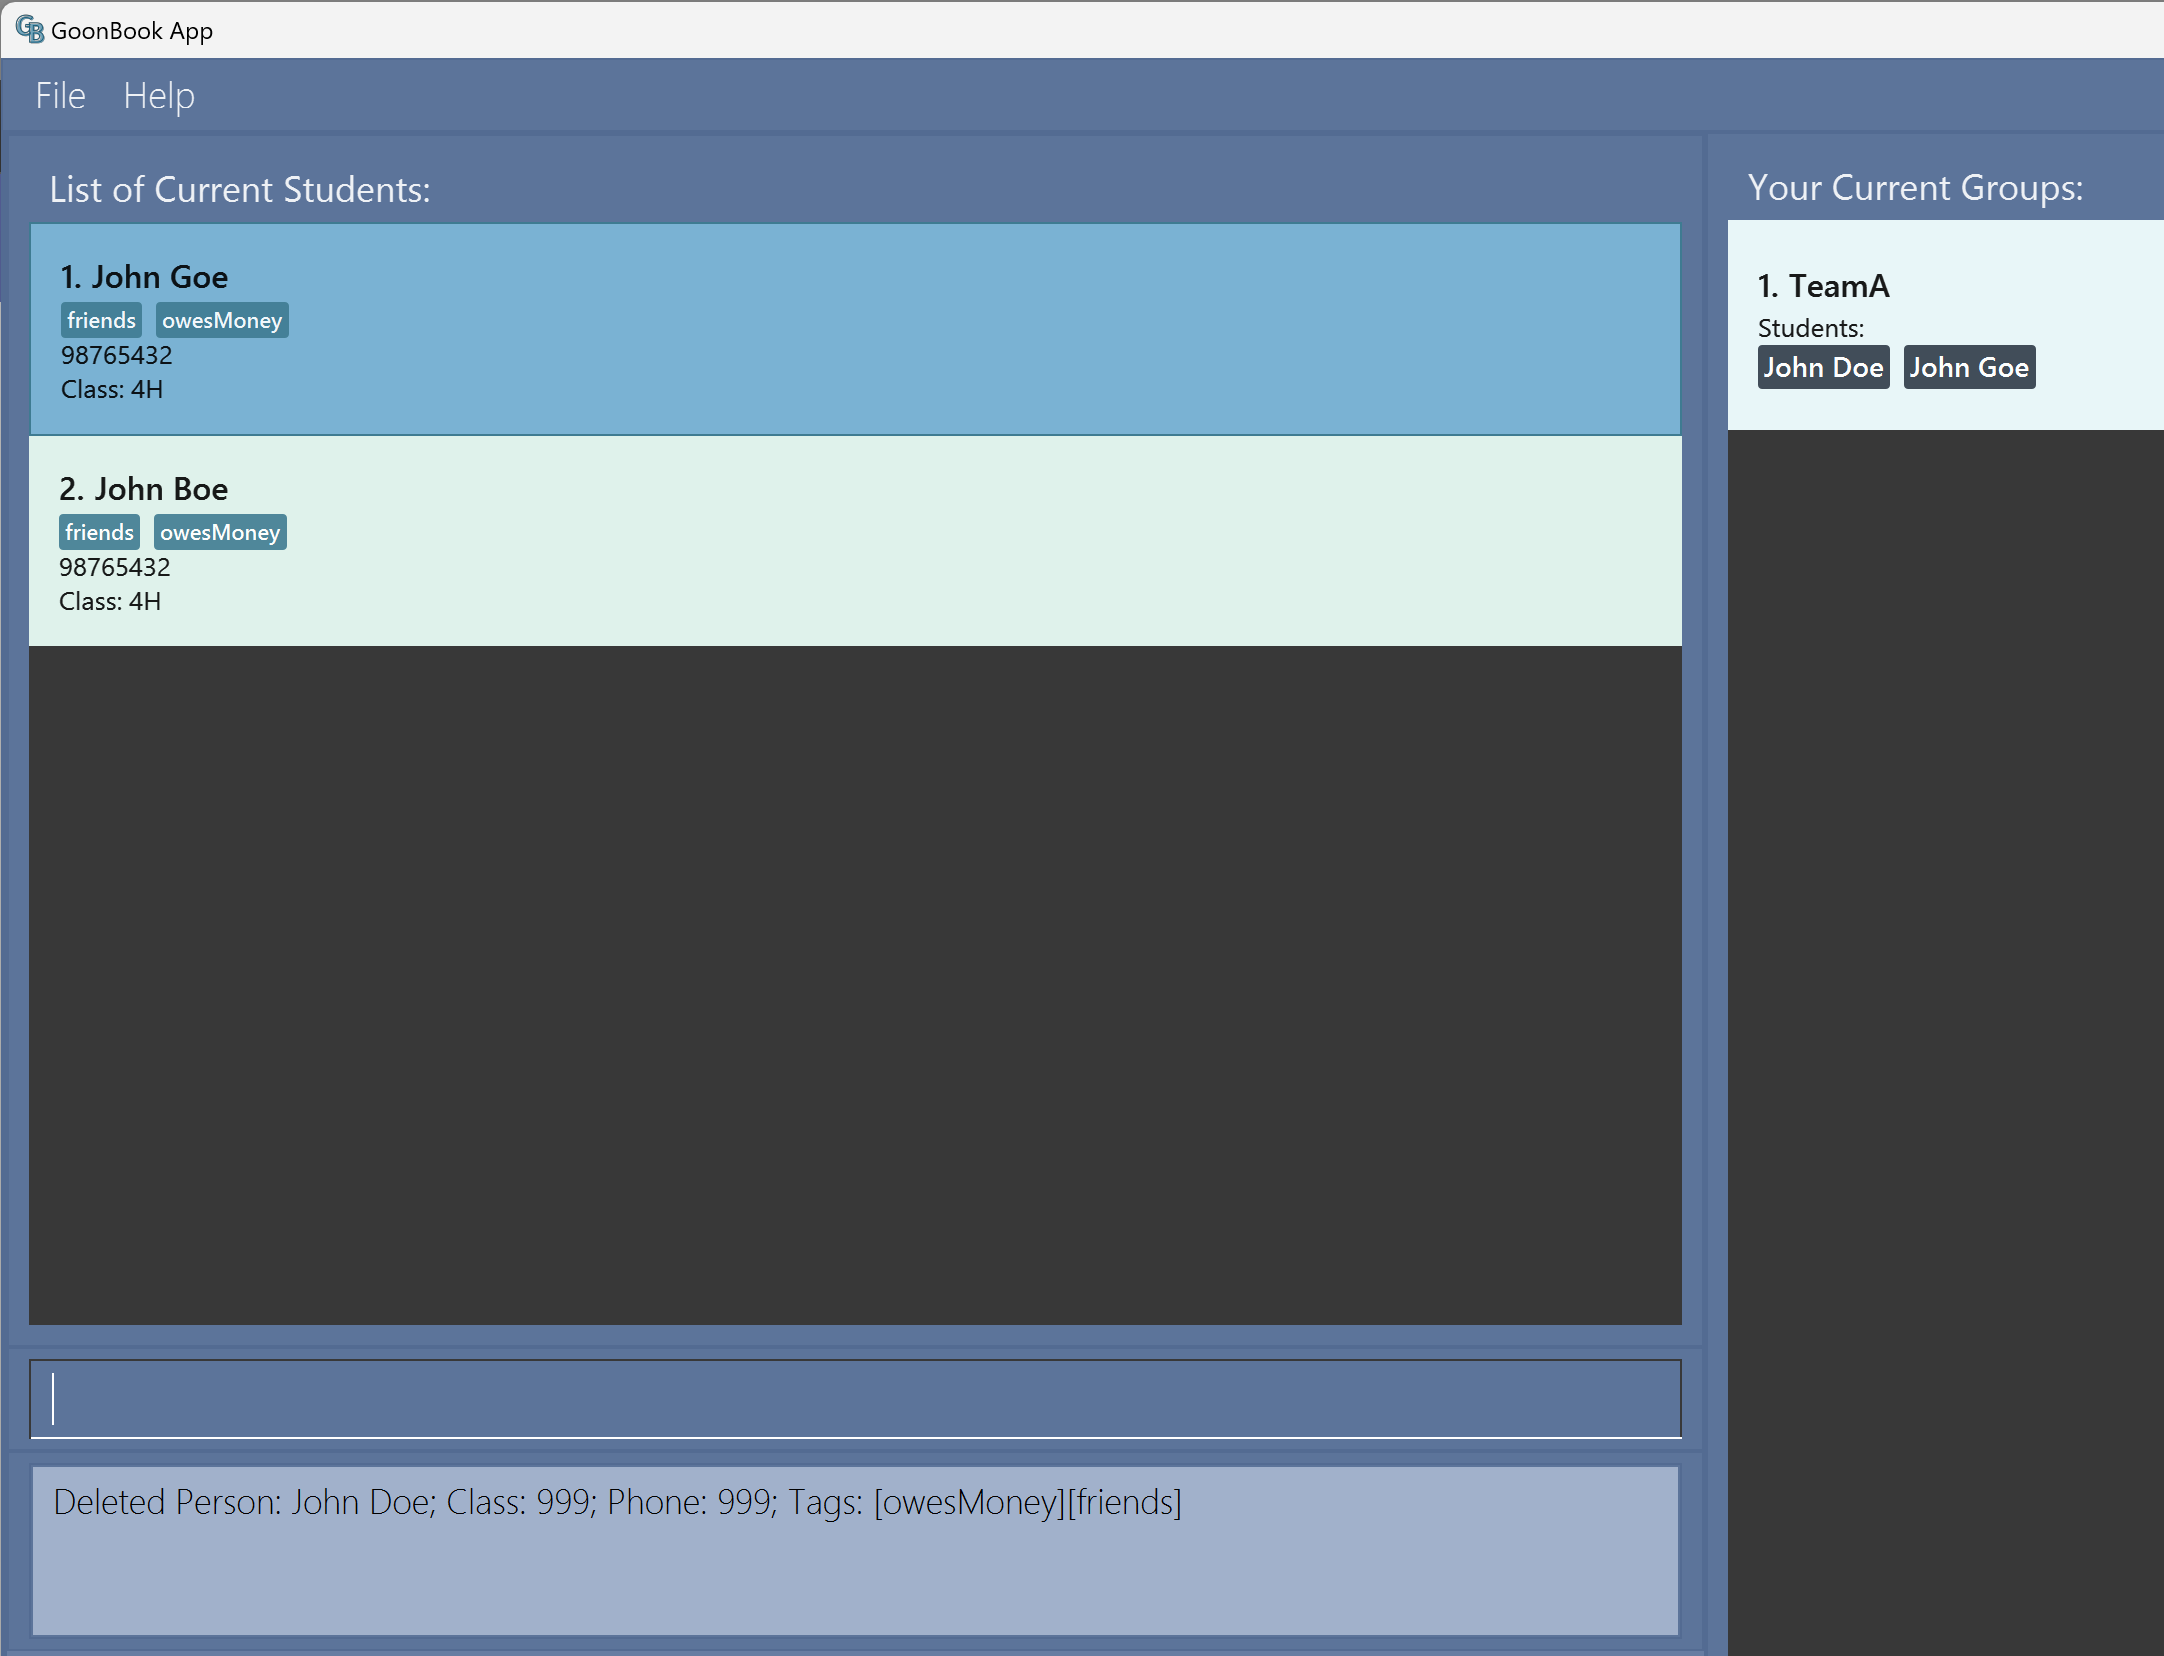 GB GoonBook App
File Help
List of Current Students:
1. John Goe
friends owesMoney
98765432
Class: 4H
2. John Boe
friends owesMoney
98765432
Class: 4H
Deleted Person: John Doe; Class: 999; Phone: 999; Tags: [owesMoney][friends]
Your Current Groups:
1. TeamA
Students:
John Doe John Goe